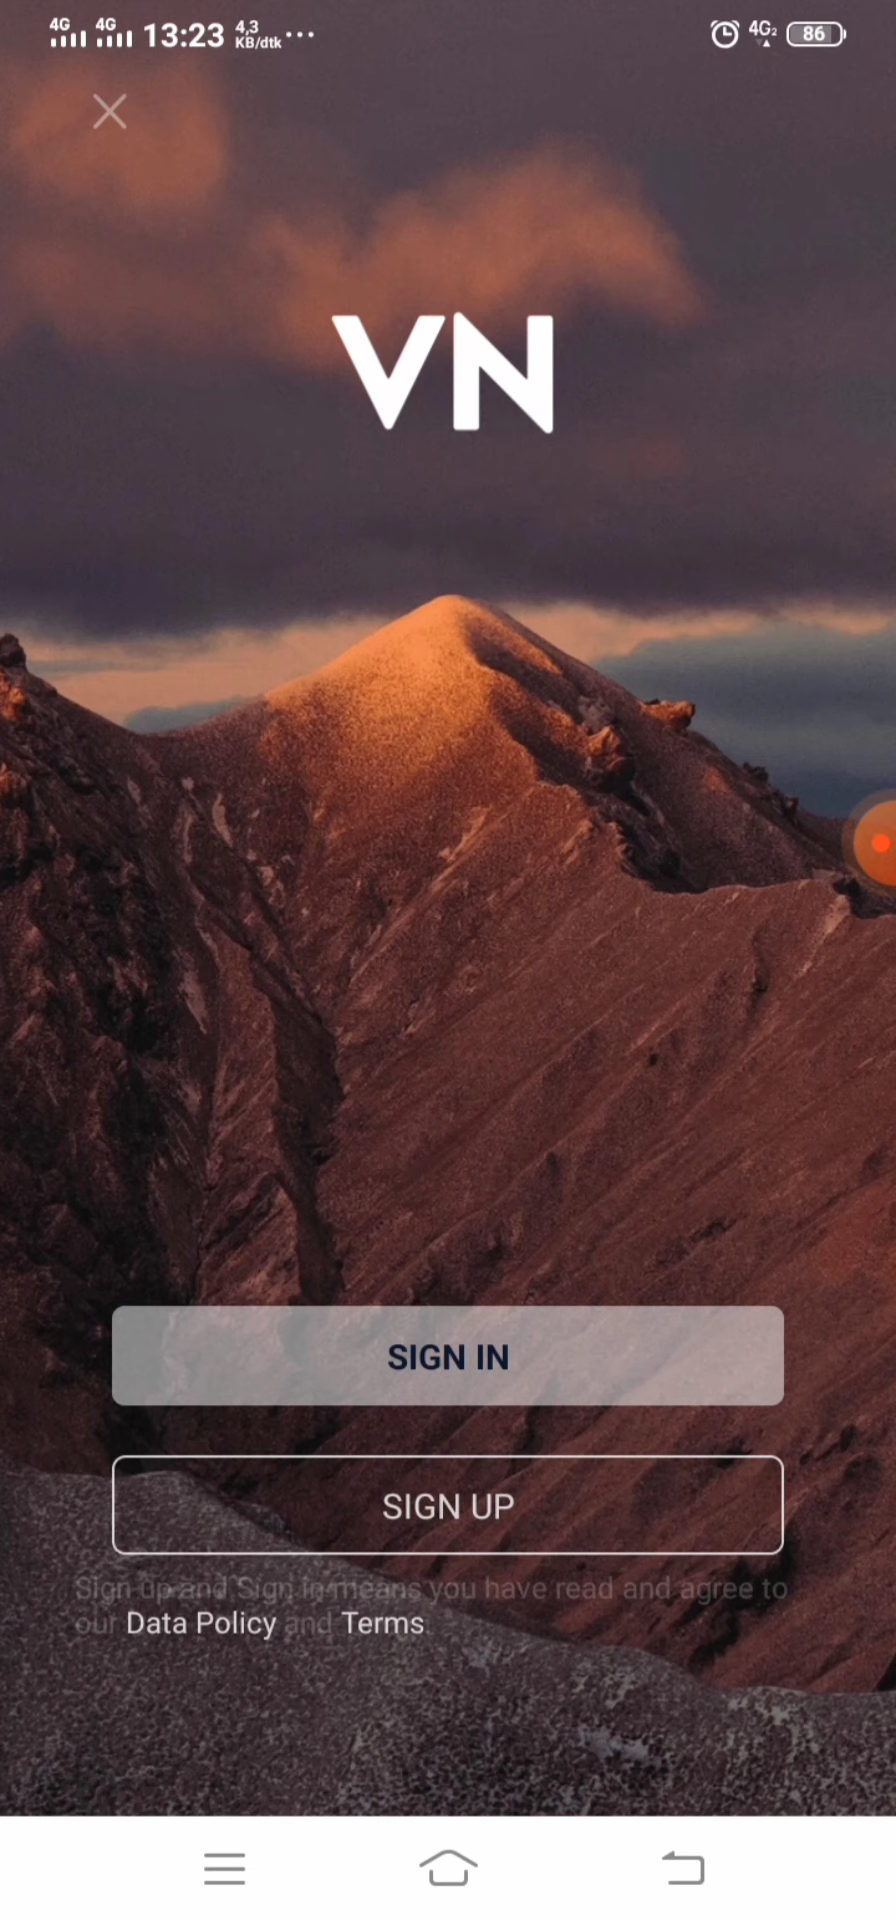 4G 4G 13:23 4,3 KB/dtk ... 4G2 86
VN
SIGN IN
SIGN UP
Sign up and Sign in means you have read and agree to
our Data Policy and Terms